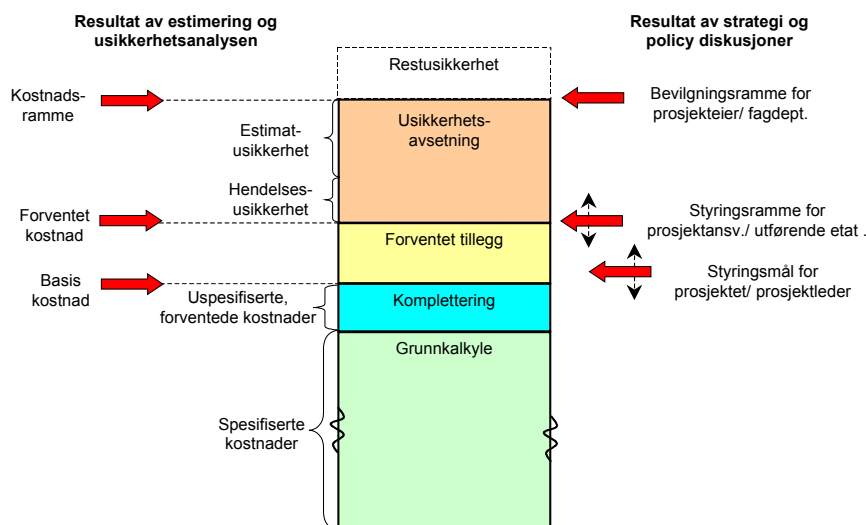 Resultat av estimering og
usikkerhetsanalysen
Resultat av strategi og
policy diskusjoner
Restusikkerhet
Kostnads-
ramme
Bevilgningsramme for
prosjekteier/ fagdept.
Estimat-
usikkerhet
Usikkerhets-
avsetning
Hendelses-
usikkerhet
Forventet
kostnad
Styringsramme for
prosjektansv./ utførende etat .
Forventet tillegg
Basis
kostnad
Styringsmål for
prosjektet/ prosjektleder
Uspesifiserte,
forventede kostnader
Komplettering
Grunnkalkyle
Spesifiserte
kostnader